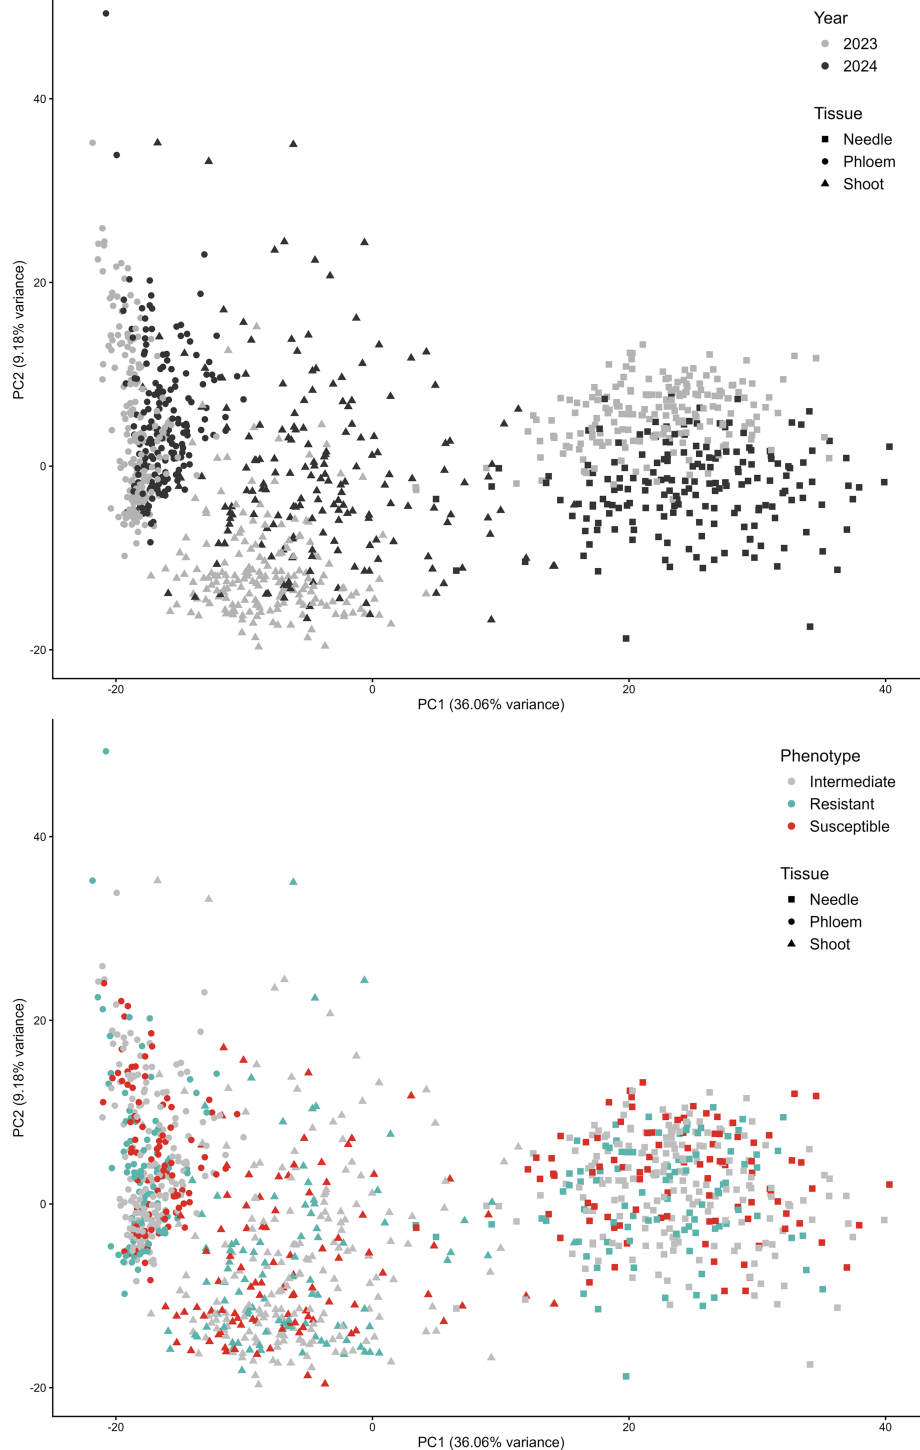 Year
2023
2024
Tissue
Needle
Phloem
Shoot
40
20
0
-20
PC2 (9.18% variance)
-20 0 20 40
PC1 (36.06% variance)
Phenotype
Intermediate
Resistant
Susceptible
Tissue
Needle
Phloem
Shoot
40
20
0
-20
PC2 (9.18% variance)
-20 0 20 40
PC1 (36.06% variance)